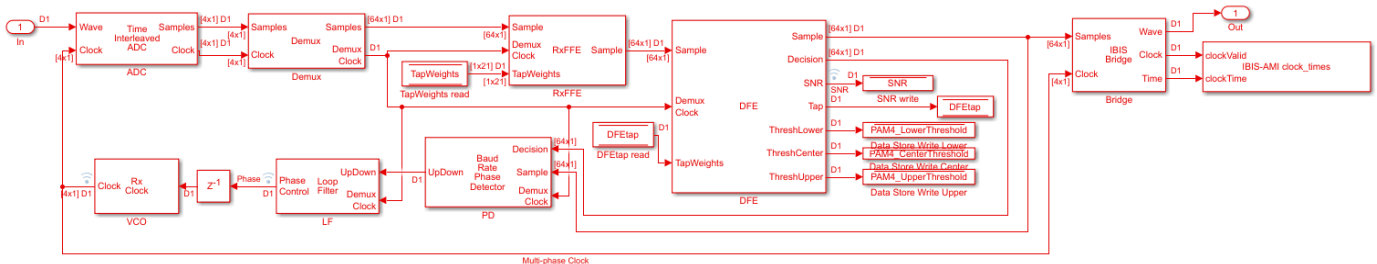 1
In
D1
Wave
Clock
[4x1]
Time
Interleaved
ADC
Samples
Clock
ADC
[4x1] D1
[4x1]
[4x1] D1
[4x1]
Samples
Clock
Demux
Samples
Demux
Clock
Demux
[64x1] D1
[64x1]
D1
Sample
Demux
Clock
TapWeights
RxFFE
Sample
RxFFE
TapWeights
TapWeights read
[1x21] D1
[1x21]
[64x1] D1
[64x1]
Sample
Demux
Clock
TapWeights
DFE
Sample
Decision
SNR
Tap
ThreshLower
ThreshCenter
ThreshUpper
DFE
DFEtap
DFEtap read
D1
[64x1] D1
[64x1] D1
D1
SNR
SNR
SNR write
D1
DFEtap
D1
PAM4_LowerThreshold
Data Store Write Lower
D1
PAM4_CenterThreshold
Data Store Write Center
D1
PAM4_UpperThreshold
Data Store Write Upper
[64x1]
[4x1]
Samples
Clock
IBIS
Bridge
Wave
Clock
Time
Bridge
D1
D1
D1
1
Out
clockValid
clockTime
IBIS-AMI clock_times
Clock
Rx
Clock
VCO
[4x1] D1
D1
z-1
Phase
D1
Phase
Control
Loop
Filter
UpDown
Demux
Clock
LF
D1
UpDown
Baud
Rate
Phase
Detector
Decision
Sample
Demux
Clock
PD
[64x1]
[64x1]
Multi-phase Clock